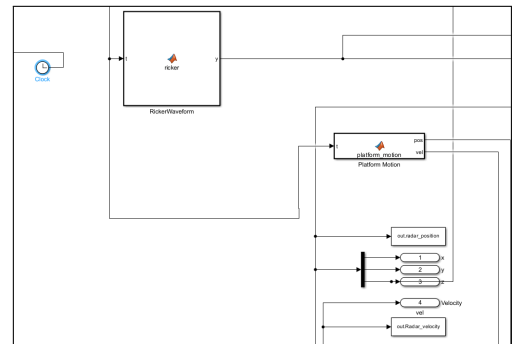 t
ricker
y
Clock
RickerWaveform
t
platform_motion
pos
vel
Platform Motion
out.radar_position
1
x
2
y
3
z
4
Velocity
vel
out.Radar_velocity